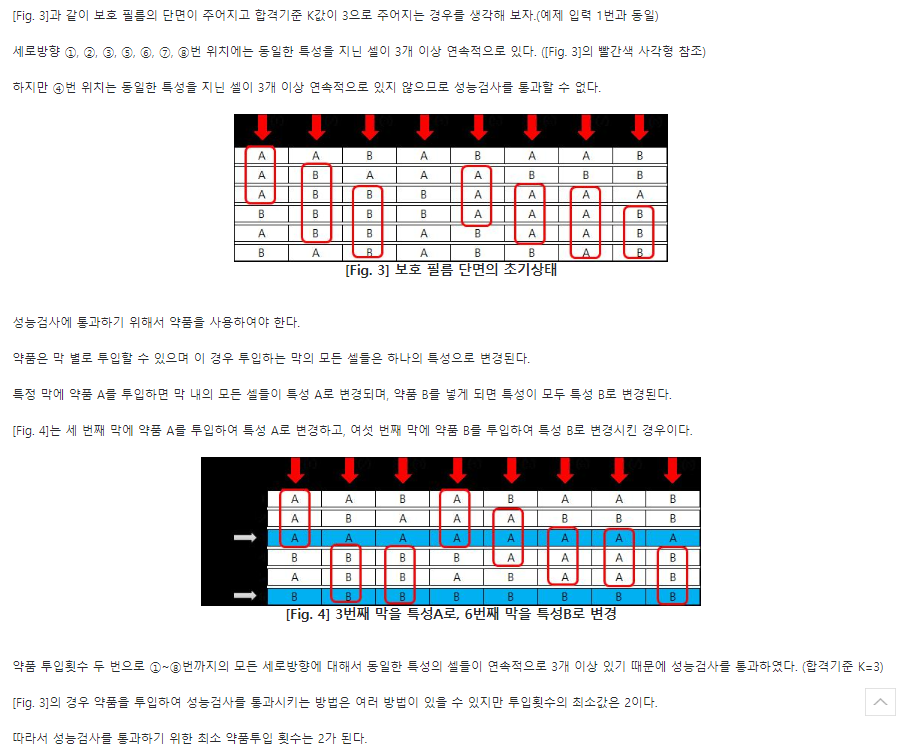 [Fig. 3]과 같이 보호 필름의 단면이 주어지고 합격기준 K값이 3으로 주어지는 경우를 생각해 보자.(예제 입력 1번과 동일)
세로방향 ①, ②, ③, ⑤, ⑥, ⑦, ⑧번 위치에는 동일한 특성을 지닌 셀이 3개 이상 연속적으로 있다. ([Fig. 3]의 빨간색 사각형 참조)
하지만 ④번 위치는 동일한 특성을 지닌 셀이 3개 이상 연속적으로 있지 않으므로 성능검사를 통과할 수 없다.
A A B A B A A B
A B A A A B B B
A B B B A A A A
B B B B A A A B
A B B A B A A B
B A B A B B A B
[Fig. 3] 보호 필름 단면의 초기상태
성능검사에 통과하기 위해서 약품을 사용하여야 한다.
약품은 막 별로 투입할 수 있으며 이 경우 투입하는 막의 모든 셀들은 하나의 특성으로 변경된다.
특정 막에 약품 A를 투입하면 막 내의 모든 셀들이 특성 A로 변경되며, 약품 B를 넣게 되면 특성이 모두 특성 B로 변경된다.
[Fig. 4]는 세 번째 막에 약품 A를 투입하여 특성 A로 변경하고, 여섯 번째 막에 약품 B를 투입하여 특성 B로 변경시킨 경우이다.
A A B A B A A B
A B A A A B B B
A A A A A A A A
B B B B A A A B
A B B A B A A B
B B B B B B B B
[Fig. 4] 3번째 막을 특성A로, 6번째 막을 특성B로 변경
약품 투입횟수 두 번으로 ①~⑧번까지의 모든 세로방향에 대해서 동일한 특성의 셀들이 연속적으로 3개 이상 있기 때문에 성능검사를 통과하였다. (합격기준 K=3)
[Fig. 3]의 경우 약품을 투입하여 성능검사를 통과시키는 방법은 여러 방법이 있을 수 있지만 투입횟수의 최소값은 2이다.
따라서 성능검사를 통과하기 위한 최소 약품투입 횟수는 2가 된다.